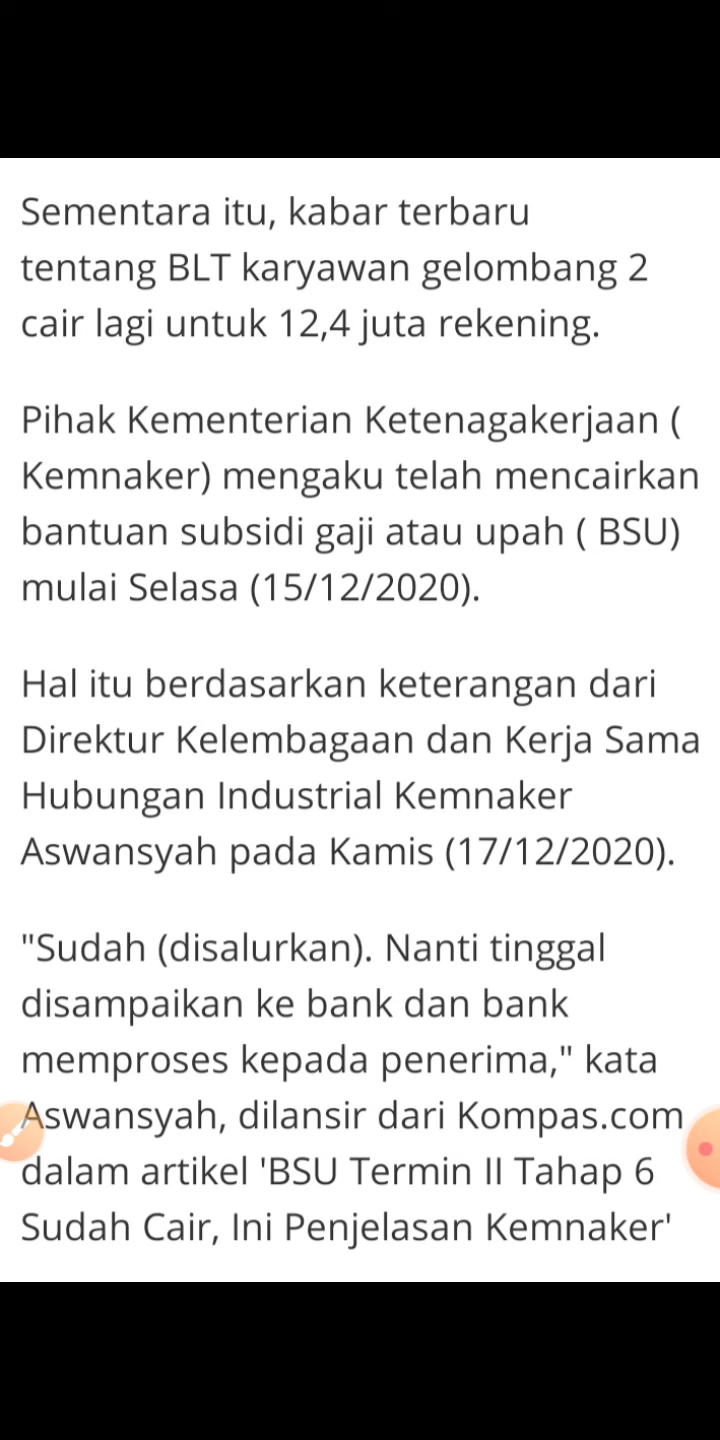 Sementara itu, kabar terbaru
tentang BLT karyawan gelombang 2
cair lagi untuk 12,4 juta rekening.
Pihak Kementerian Ketenagakerjaan (
Kemnaker) mengaku telah mencairkan
bantuan subsidi gaji atau upah ( BSU)
mulai Selasa (15/12/2020).
Hal itu berdasarkan keterangan dari
Direktur Kelembagaan dan Kerja Sama
Hubungan Industrial Kemnaker
Aswansyah pada Kamis (17/12/2020).
"Sudah (disalurkan). Nanti tinggal
disampaikan ke bank dan bank
memproses kepada penerima," kata
Aswansyah, dilansir dari Kompas.com
dalam artikel 'BSU Termin II Tahap 6
Sudah Cair, Ini Penjelasan Kemnaker'